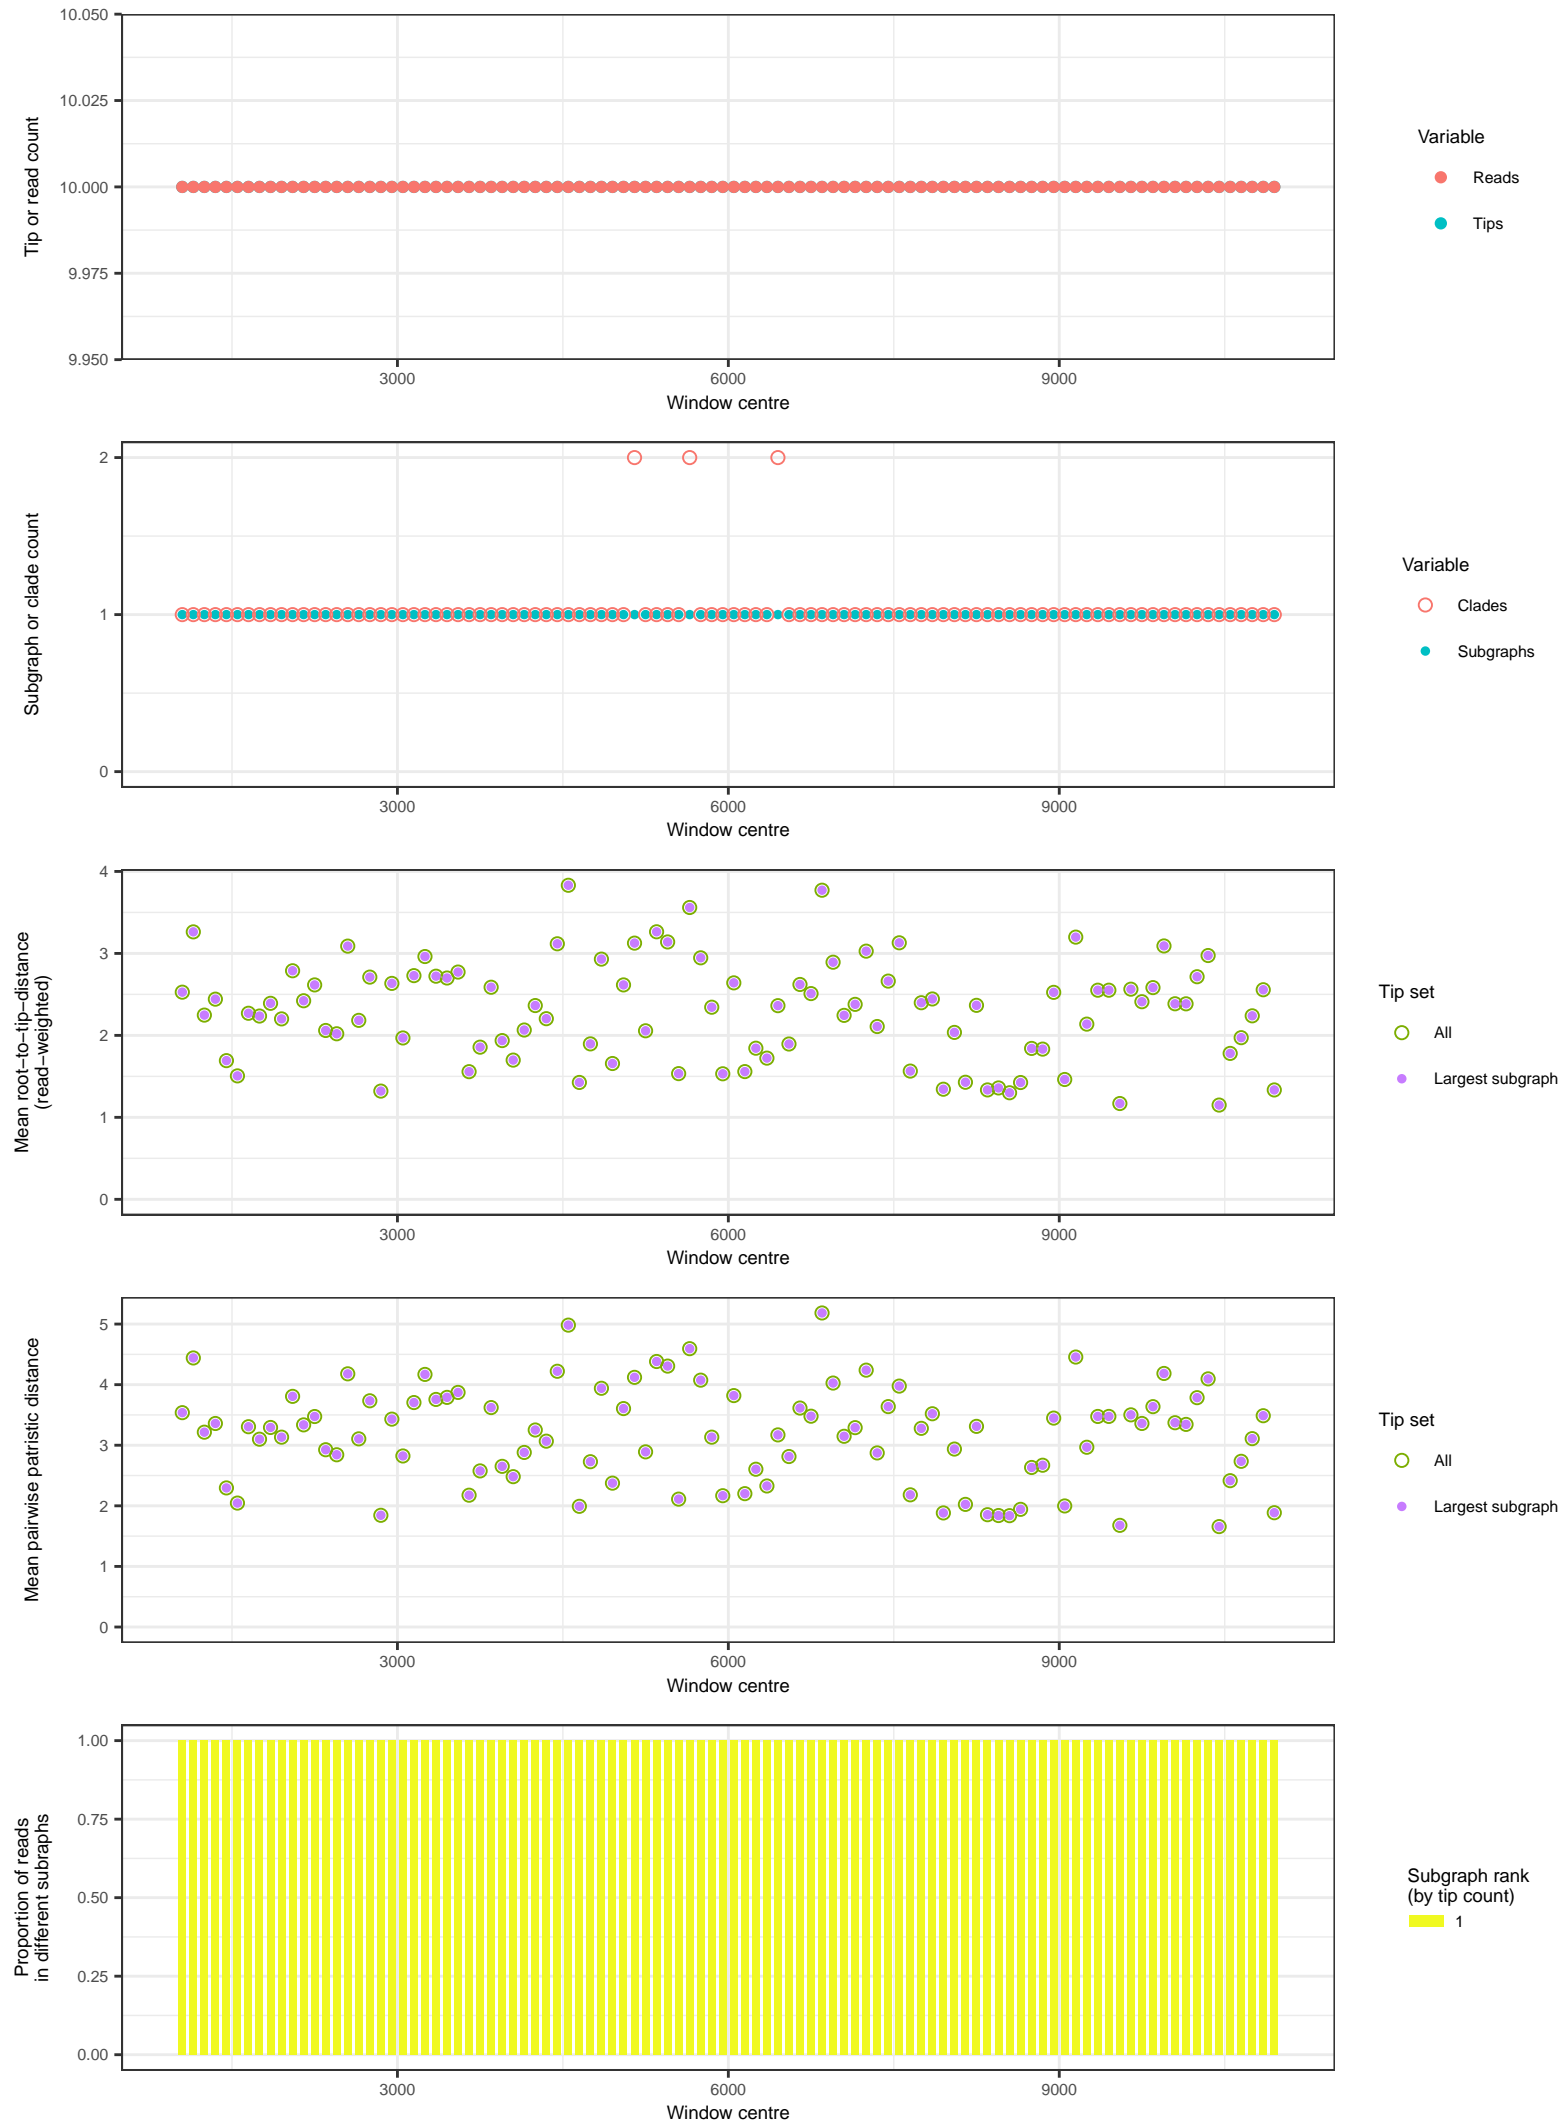 10.050
10.025
10.000
9.975
9.950
Tip or read count
3000
6000
9000
Window centre
Variable
Reads
Tips
2
1
0
Subgraph or clade count
3000
6000
9000
Window centre
Variable
Clades
Subgraphs
4
3
2
1
0
Mean root−to−tip−distance
(read−weighted)
3000
6000
9000
Window centre
Tip set
All
Largest subgraph
5
4
3
2
1
0
Mean pairwise patristic distance
3000
6000
9000
Window centre
Tip set
All
Largest subgraph
1.00
0.75
0.50
0.25
0.00
Proportion of reads
in different subraphs
3000
6000
9000
Window centre
Subgraph rank
(by tip count)
1